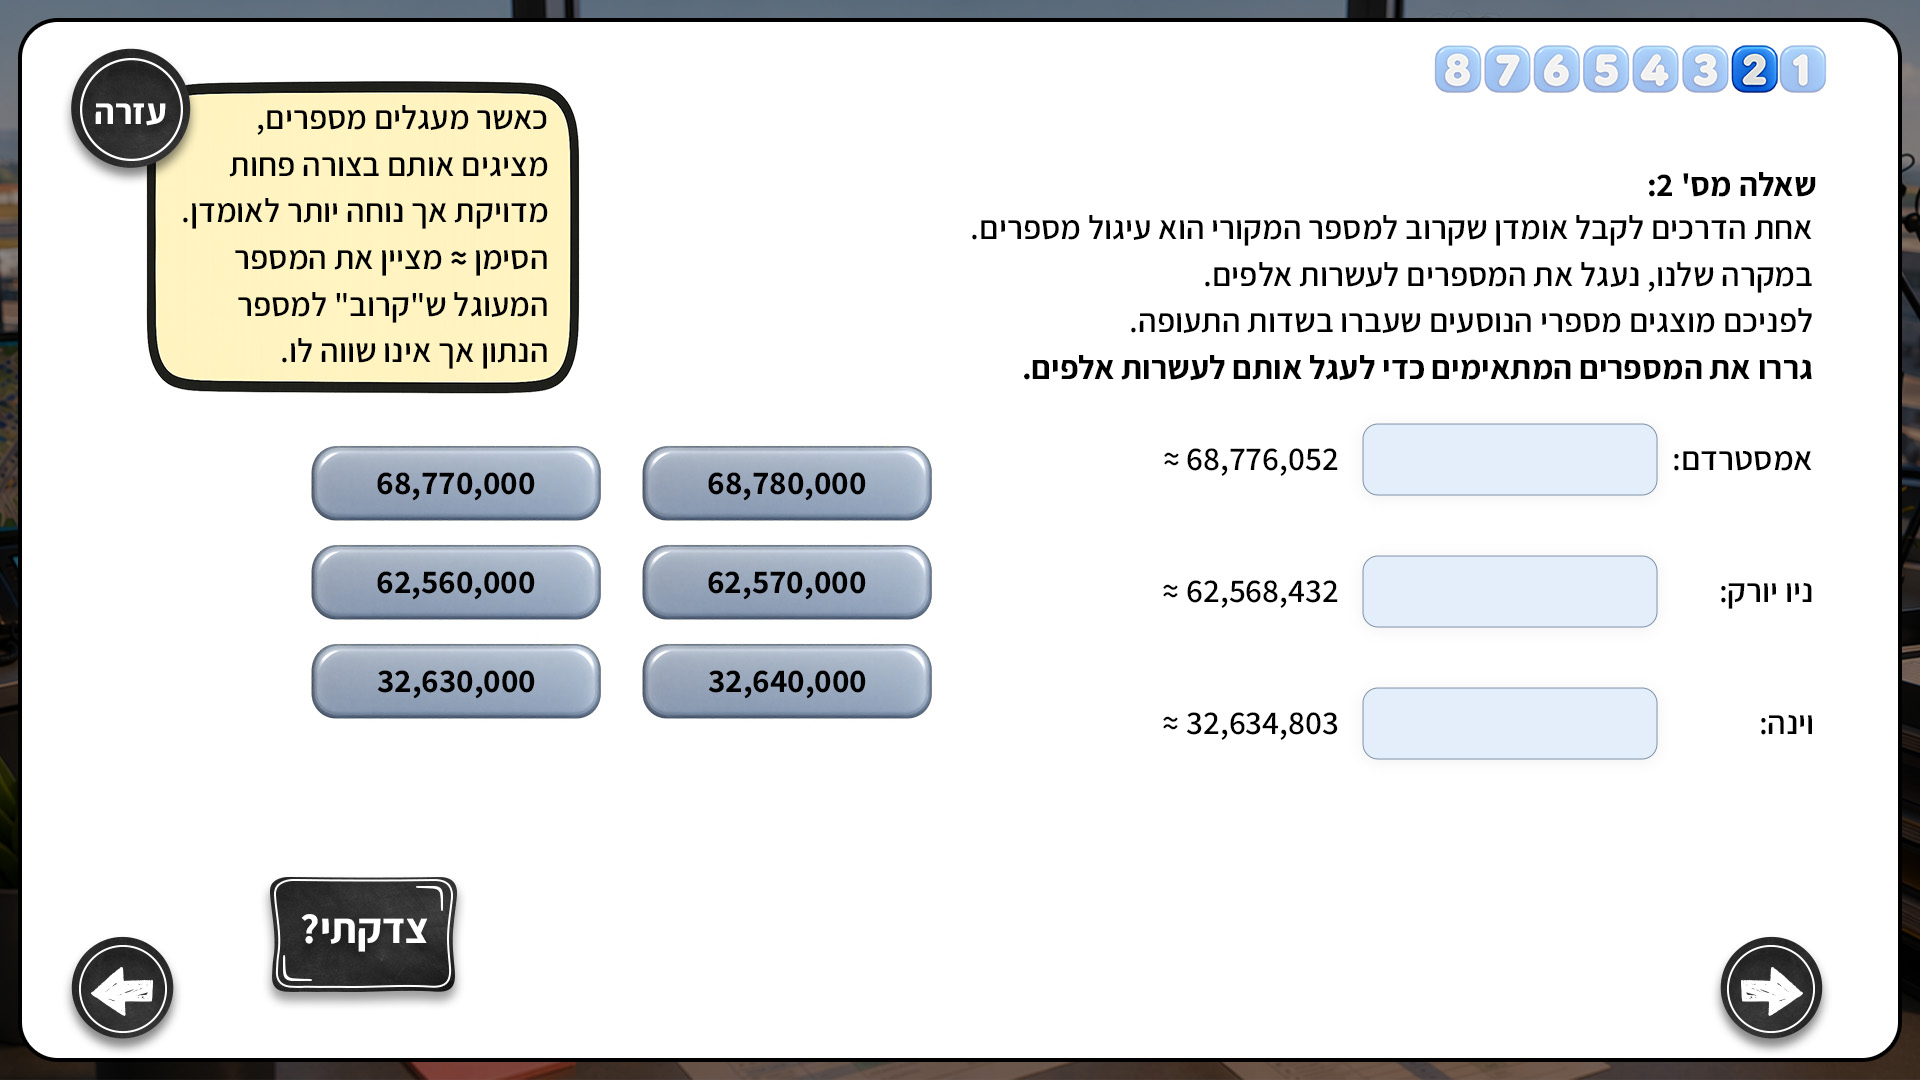 1 2 3 4 5 6 7 8
שאלה מס' 2:
אחת הדרכים לקבל אומדן שקרוב למספר המקורי הוא עיגול מספרים.
במקרה שלנו, נעגל את המספרים לעשרות אלפים.
לפניכם מוצגים מספרי הנוסעים שעברו בשדות התעופה.
גררו את המספרים המתאימים כדי לעגל אותם לעשרות אלפים.
עזרה
כאשר מעגלים מספרים,
מציגים אותם בצורה פחות
מדויקת אך נוחה יותר לאומדן.
הסימן ≈ מציין את המספר
המעוגל ש"קרוב" למספר
הנתון אך אינו שווה לו.
אמסטרדם: 68,776,052 ≈
ניו יורק: 62,568,432 ≈
וינה: 32,634,803 ≈
68,780,000 68,770,000
62,570,000 62,560,000
32,640,000 32,630,000
צדקתי?